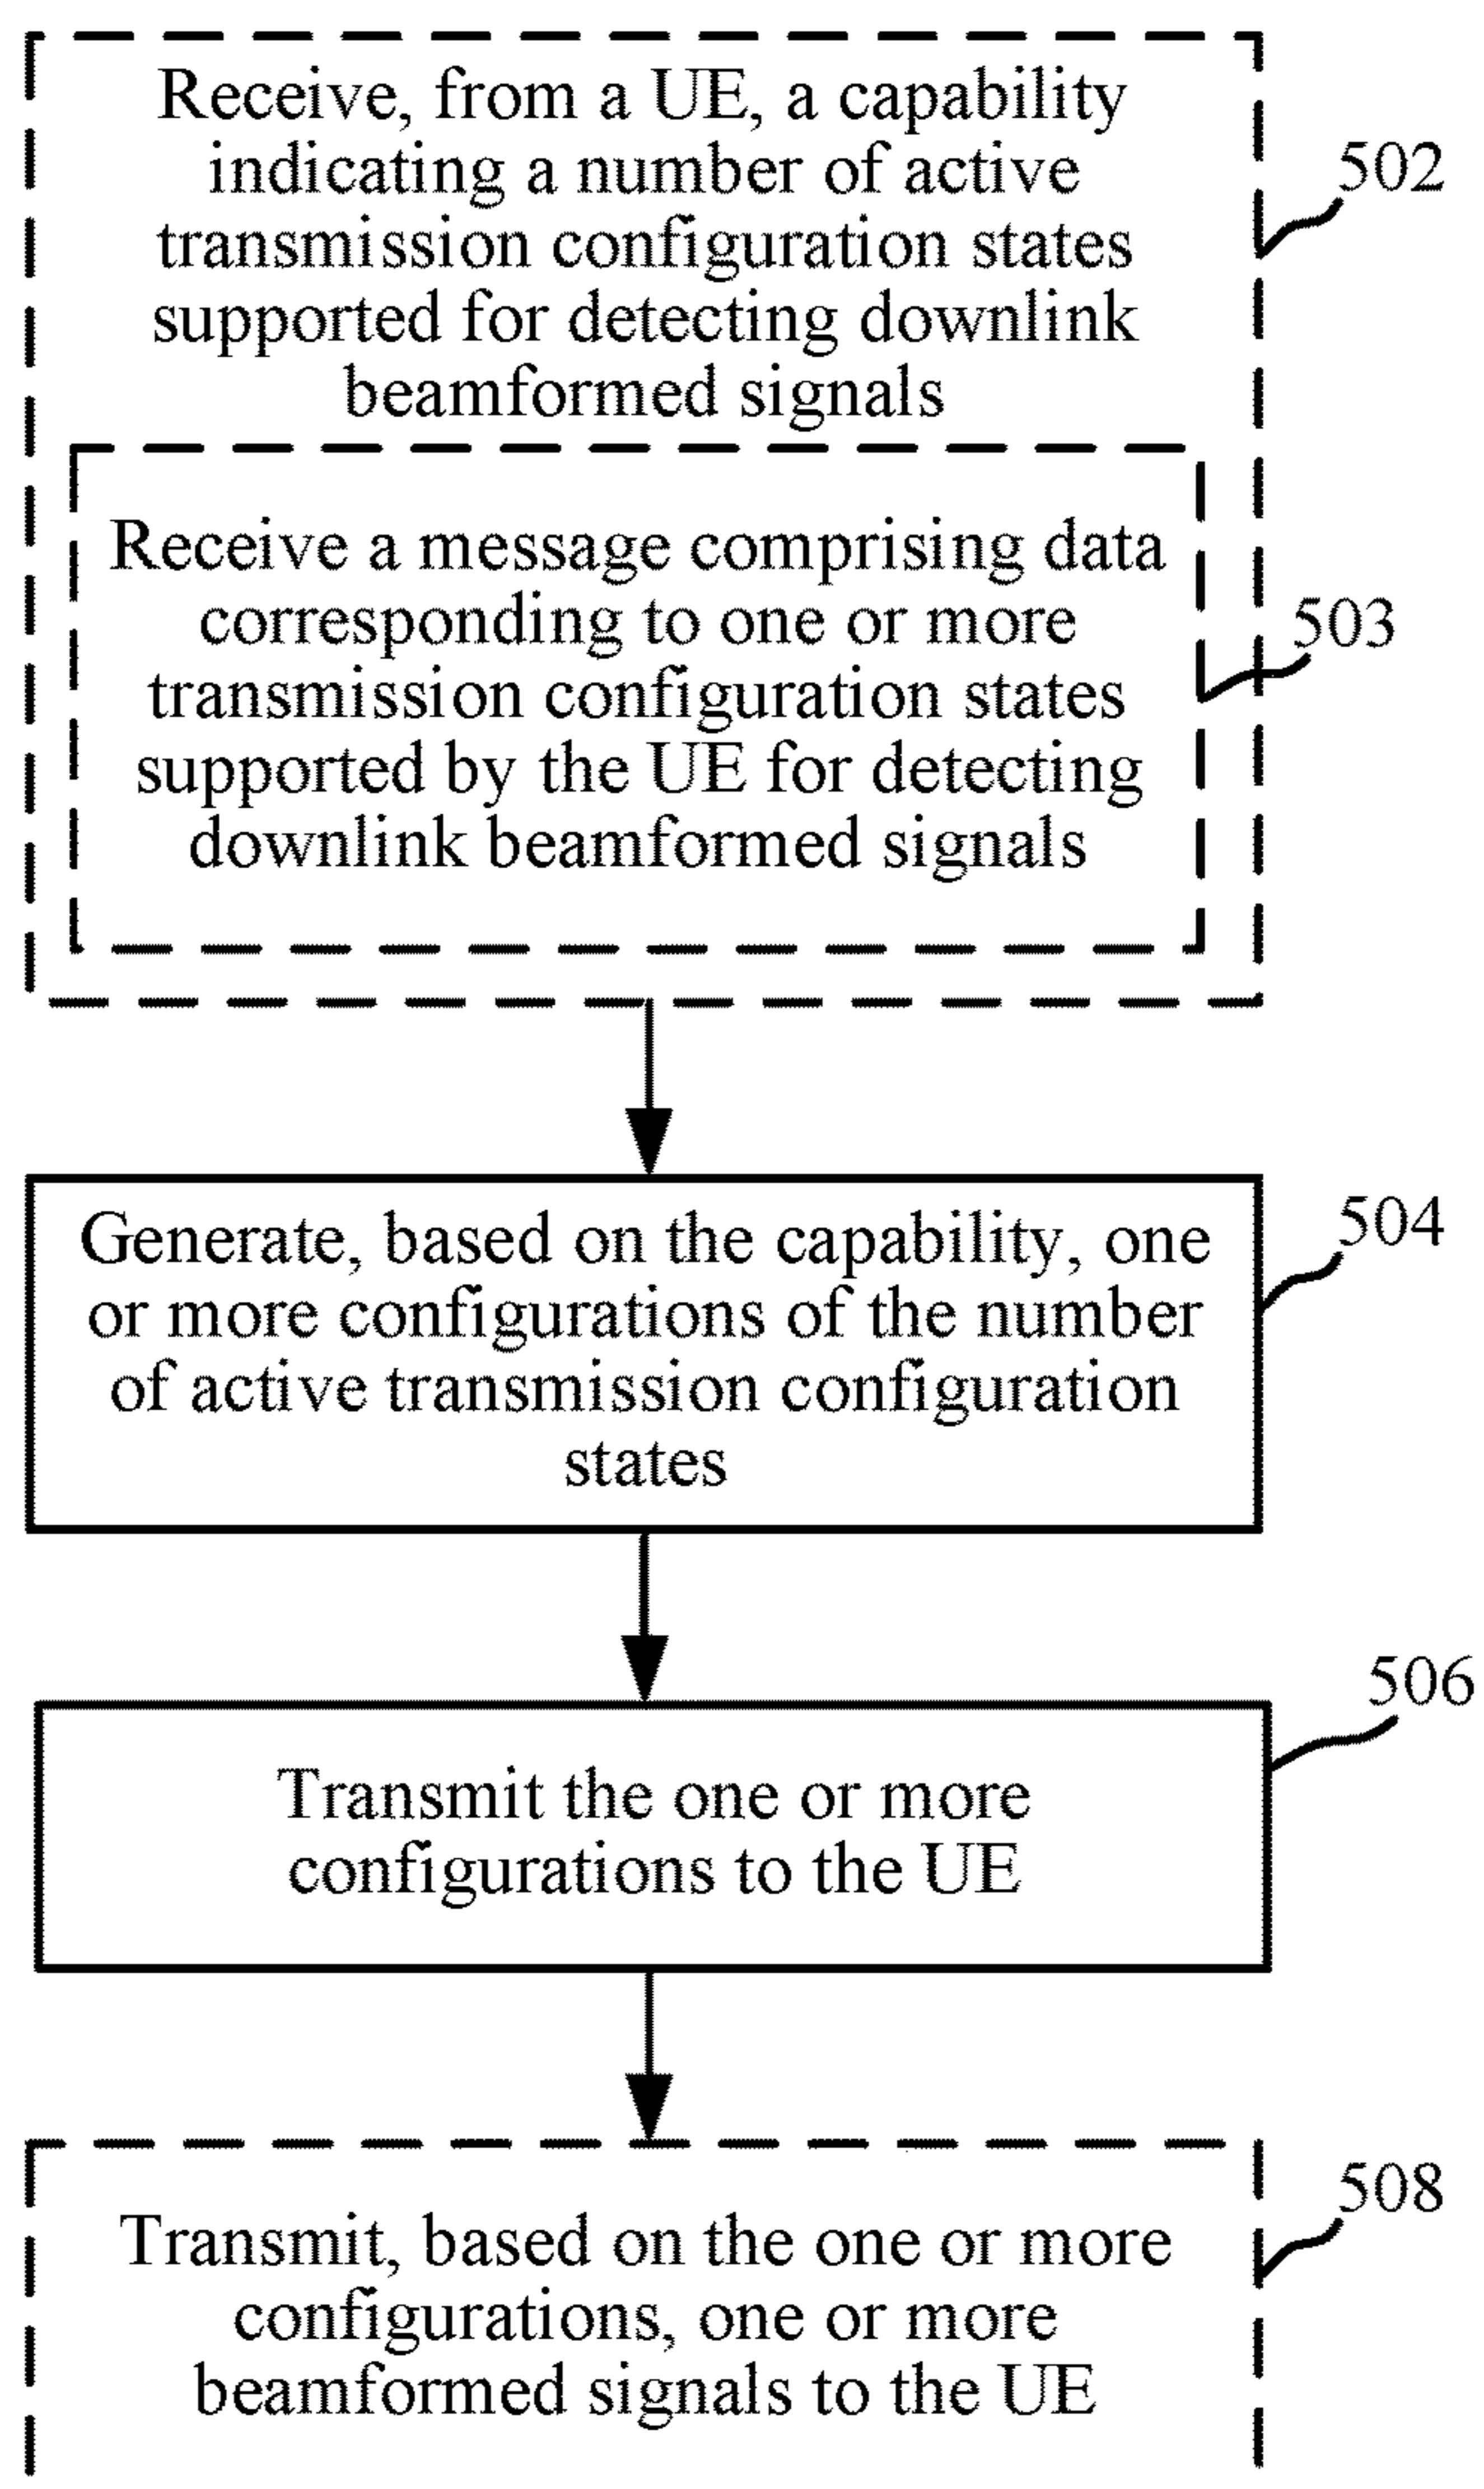 Receive, from a UE, a capability
indicating a number of active
transmission configuration states
supported for detecting downlink
beamformed signals
502
Receive a message comprising data
corresponding to one or more
transmission configuration states
supported by the UE for detecting
downlink beamformed signals
503
Generate, based on the capability, one
or more configurations of the number
of active transmission configuration
states
504
Transmit the one or more
configurations to the UE
506
Transmit, based on the one or more
configurations, one or more
beamformed signals to the UE
508